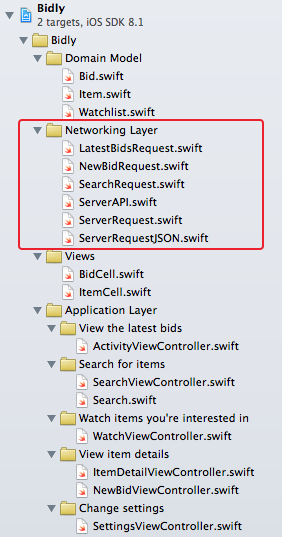 Bidly
2 targets, iOS SDK 8.1
Bidly
Domain Model
Bid.swift
Item.swift
Watchlist.swift
Networking Layer
LatestBidsRequest.swift
NewBidRequest.swift
SearchRequest.swift
ServerAPI.swift
ServerRequest.swift
ServerRequestJSON.swift
Views
BidCell.swift
ItemCell.swift
Application Layer
View the latest bids
ActivityViewController.swift
Search for items
SearchViewController.swift
Search.swift
Watch items you're interested in
WatchViewController.swift
View item details
ItemDetailViewController.swift
NewBidViewController.swift
Change settings
SettingsViewController.swift